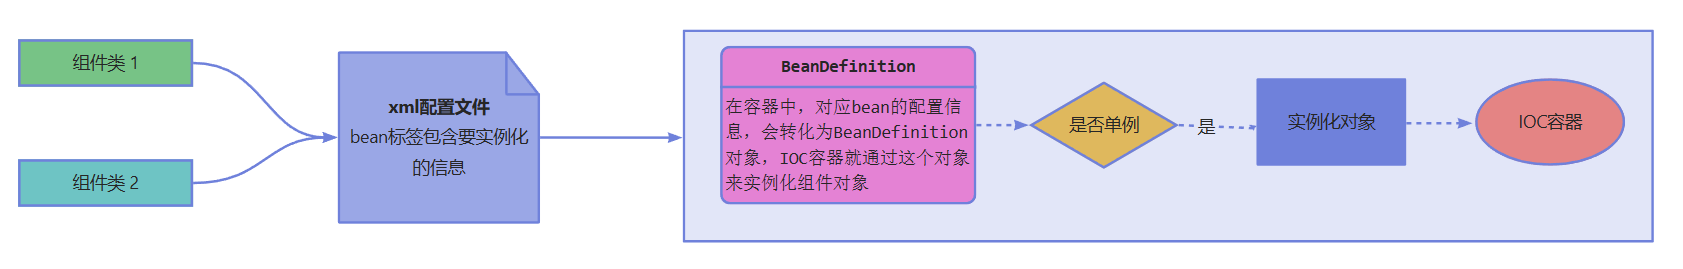 组件类 1
组件类 2
xml配置文件
bean标签包含要实例化
的信息
BeanDefinition
在容器中，对应bean的配置信
息，会转化为BeanDefinition
对象，IOC容器就通过这个对象
来实例化组件对象
是否单例
是
实例化对象
IOC容器